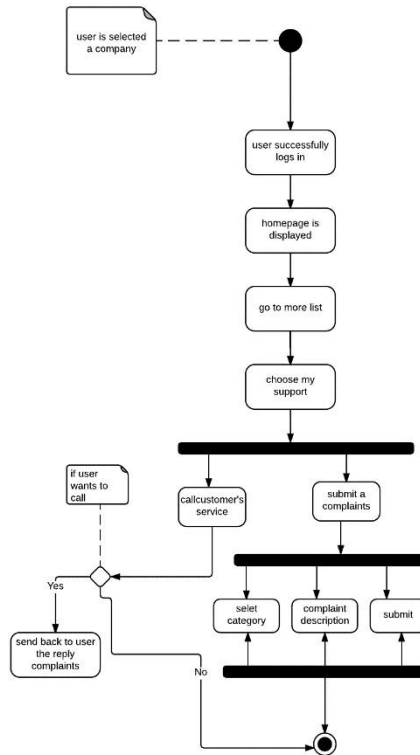 user is selected
a company
user successfully
logs in
homepage is
displayed
go to more list
choose my
support
if user
wants to
call
callcustomer's
service
submit a
complaints
Yes
selet
category
complaint
description
submit
send back to user
the reply
complaints
No